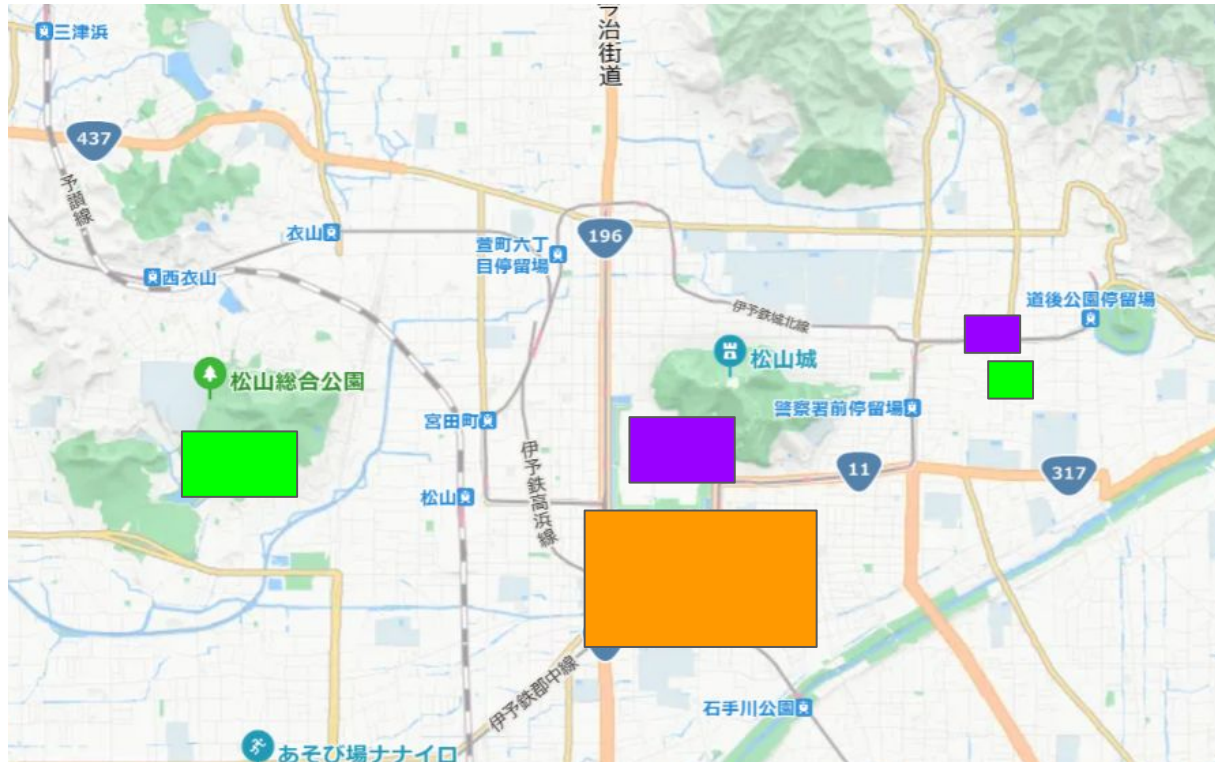 三津浜
今治街道
437
予讃線
衣山
萱町六丁
目停留場
196
西衣山
伊予鉄城北線
道後公園停留場
松山総合公園
松山城
宮田町
警察署前停留場
伊予鉄高浜線
松山
11
317
伊予鉄郡中線
石手川公園
あそび場ナナイロ